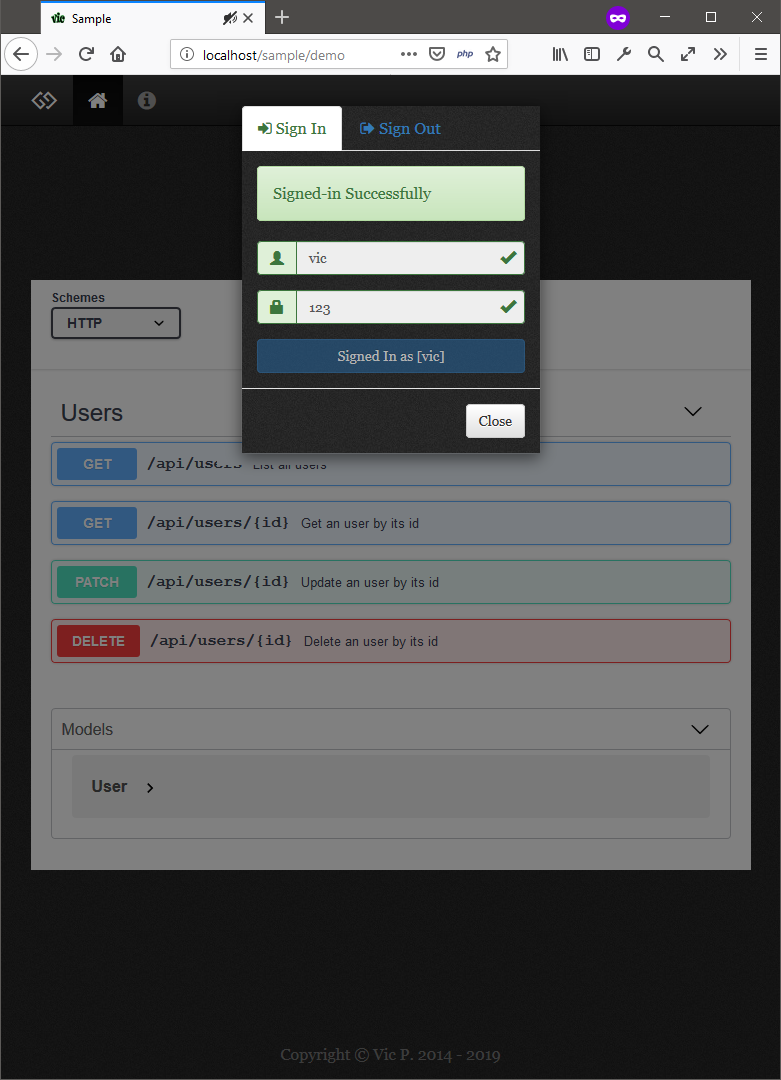 vic Sample
localhost/sample/demo
php
Sign In Sign Out
Signed-in Successfully
vic
123
Signed In as [vic]
Close
Schemes
HTTP
Users
GET /api/users List all users
GET /api/users/{id} Get an user by its id
PATCH /api/users/{id} Update an user by its id
DELETE /api/users/{id} Delete an user by its id
Models
User
Copyright © Vic P. 2014 - 2019